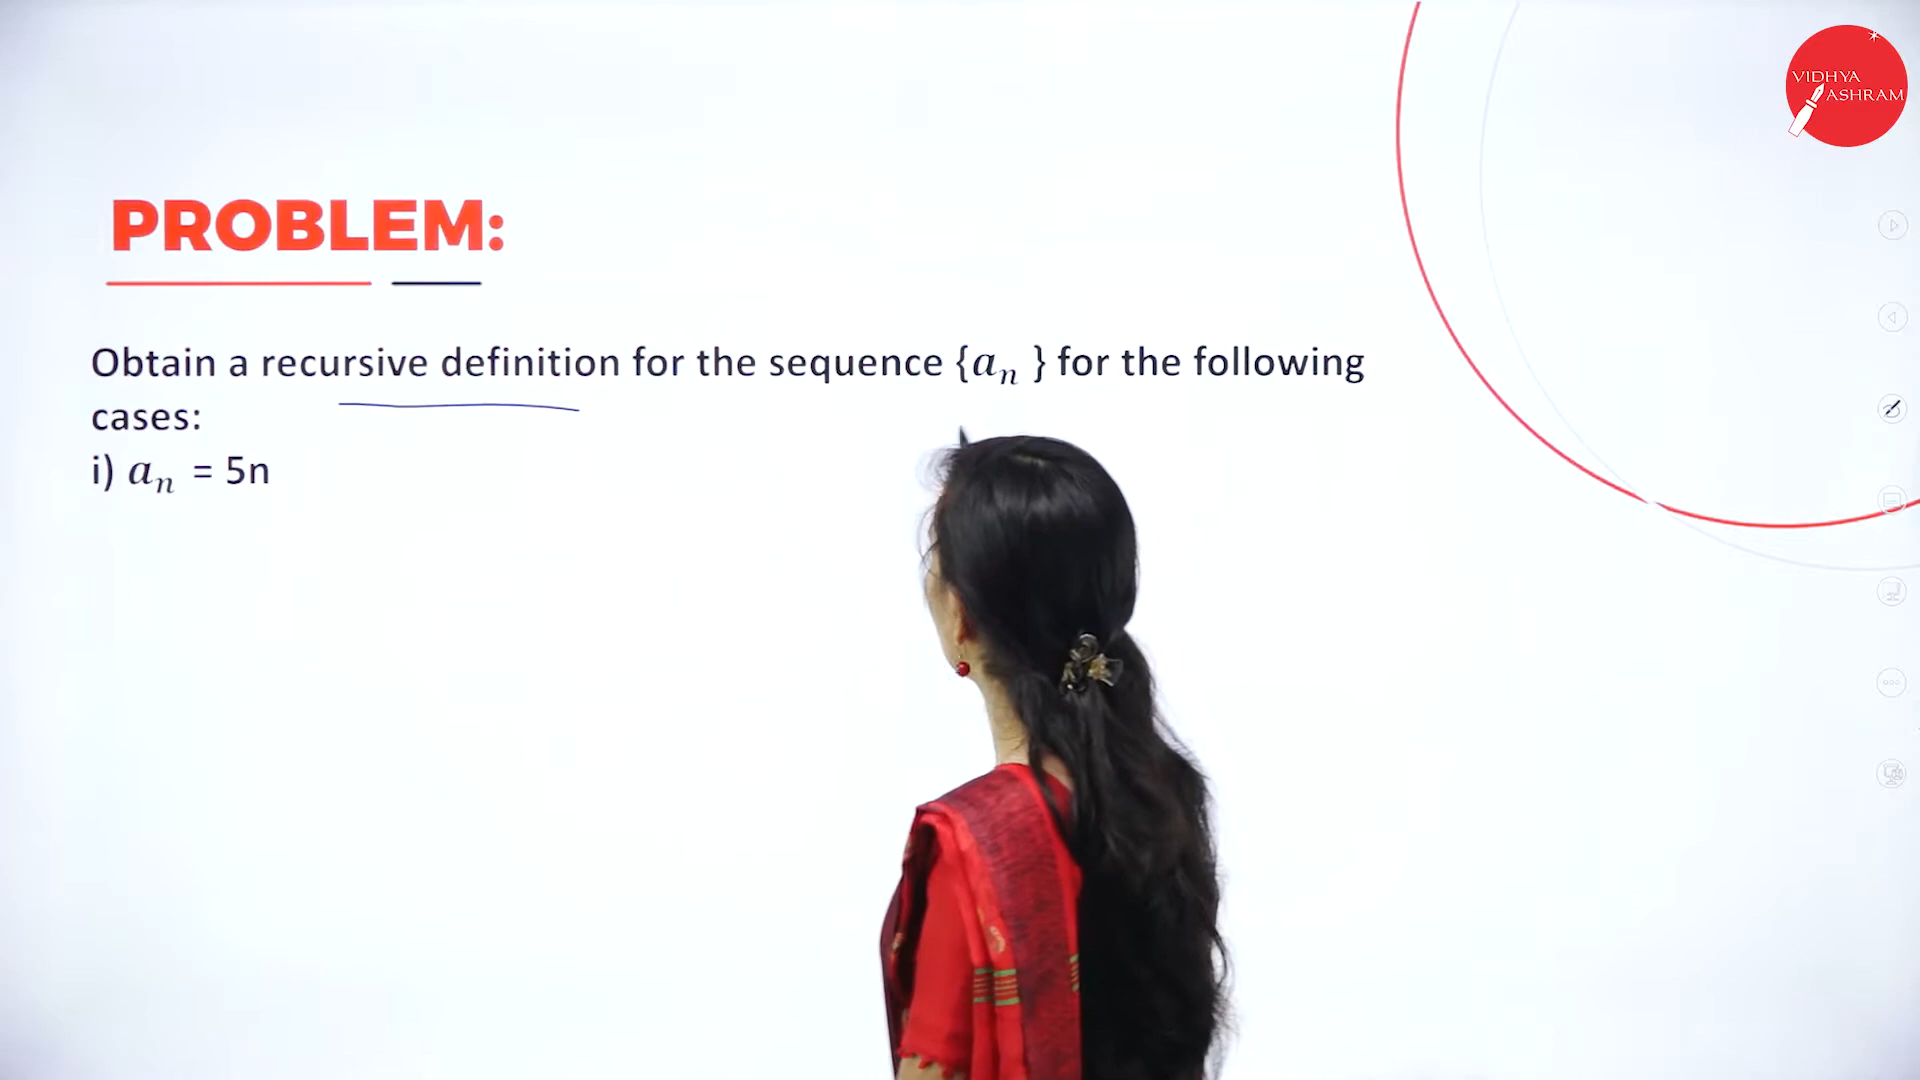 VIDHYA
ASHRAM
PROBLEM:
Obtain a recursive definition for the sequence {aₙ } for the following
cases:
i) aₙ = 5n